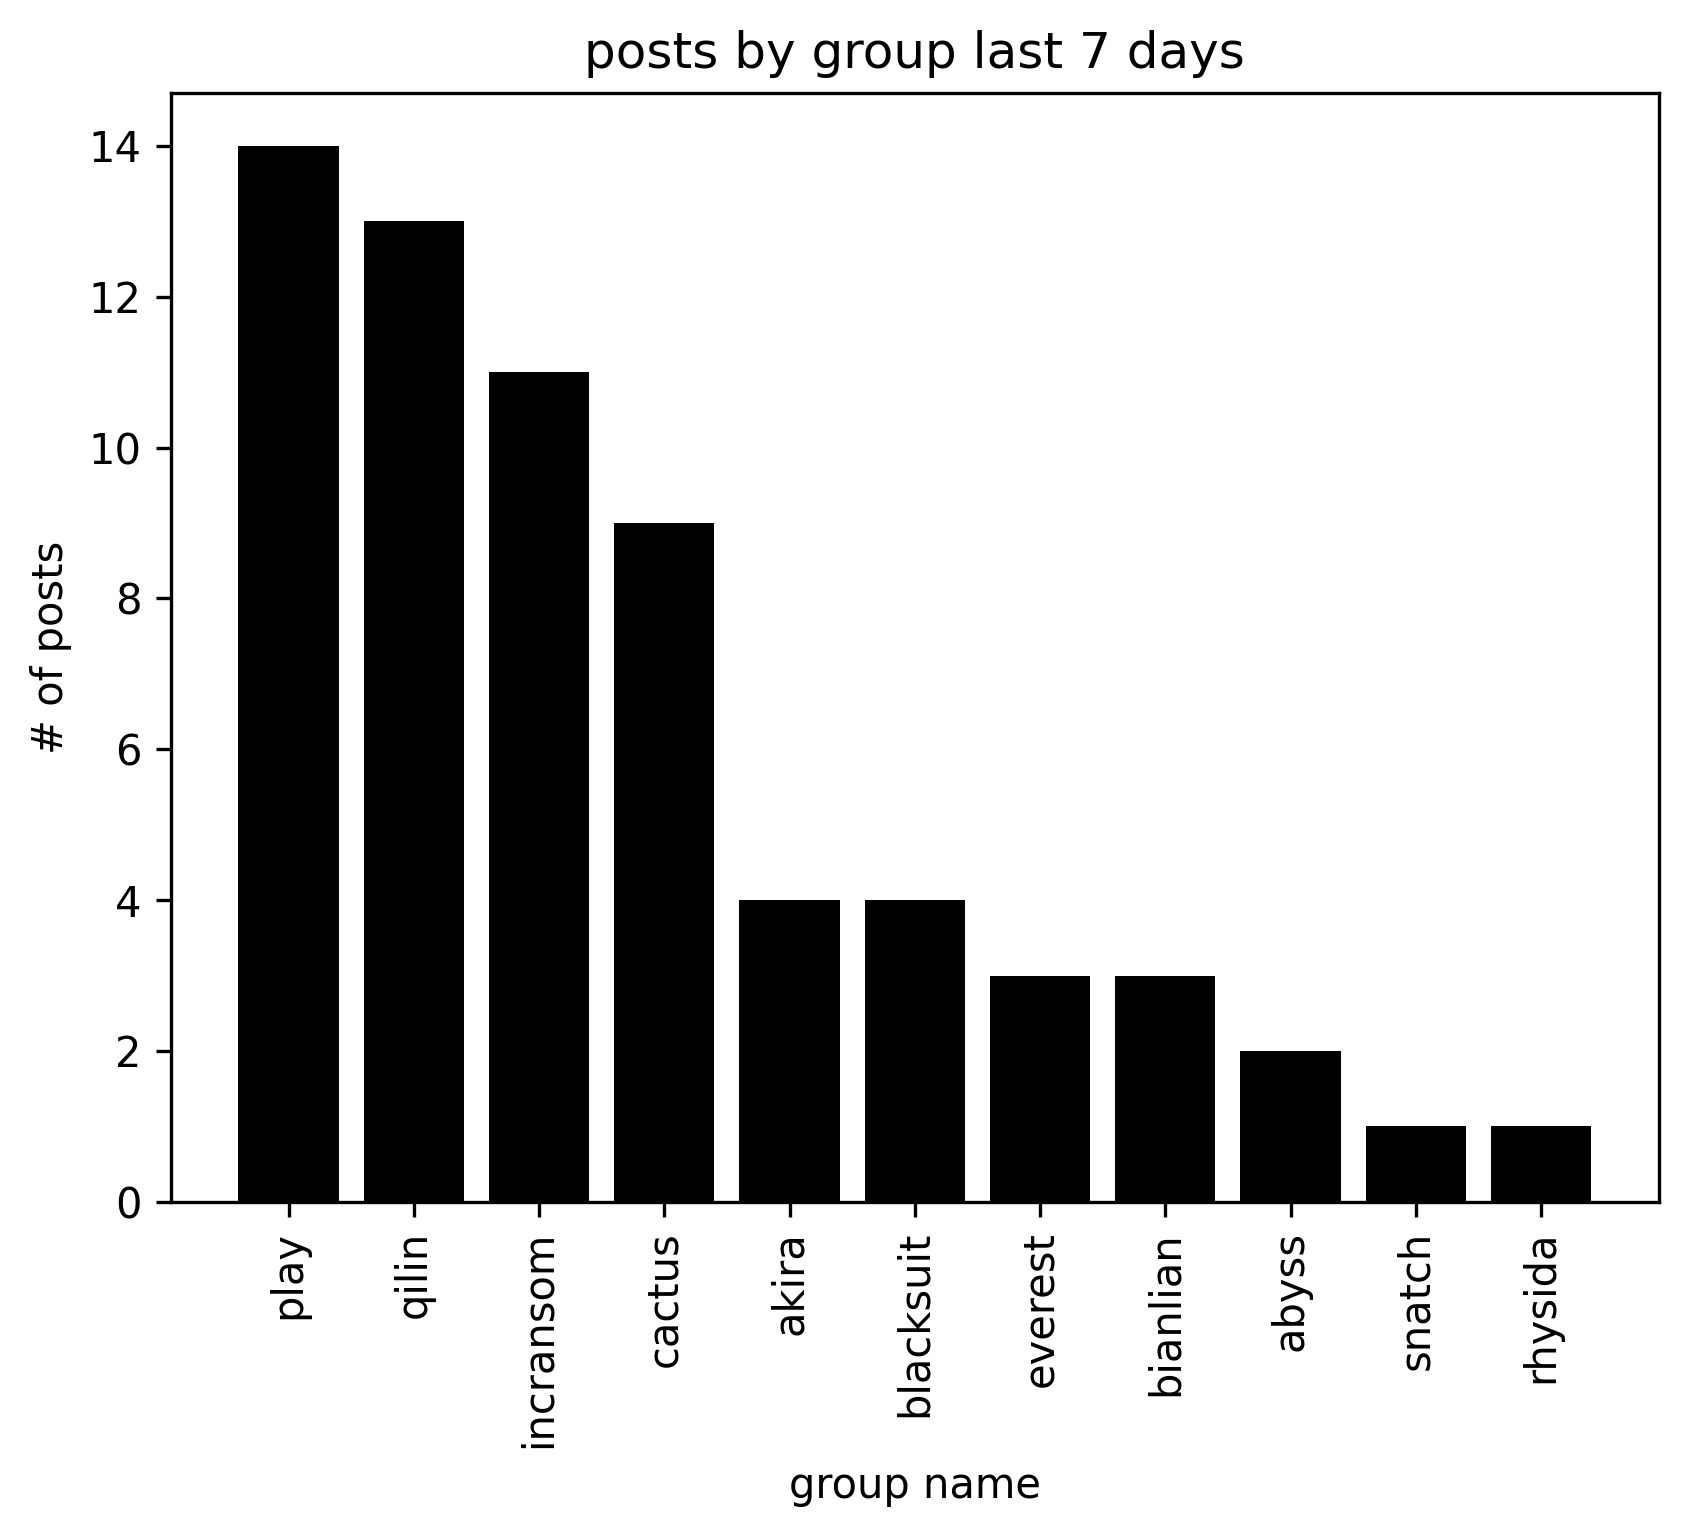 posts by group last 7 days
14
12
10
8
6
4
2
0
# of posts
play
qilin
incransom
cactus
akira
blacksuit
everest
bianlian
abyss
snatch
rhysida
group name